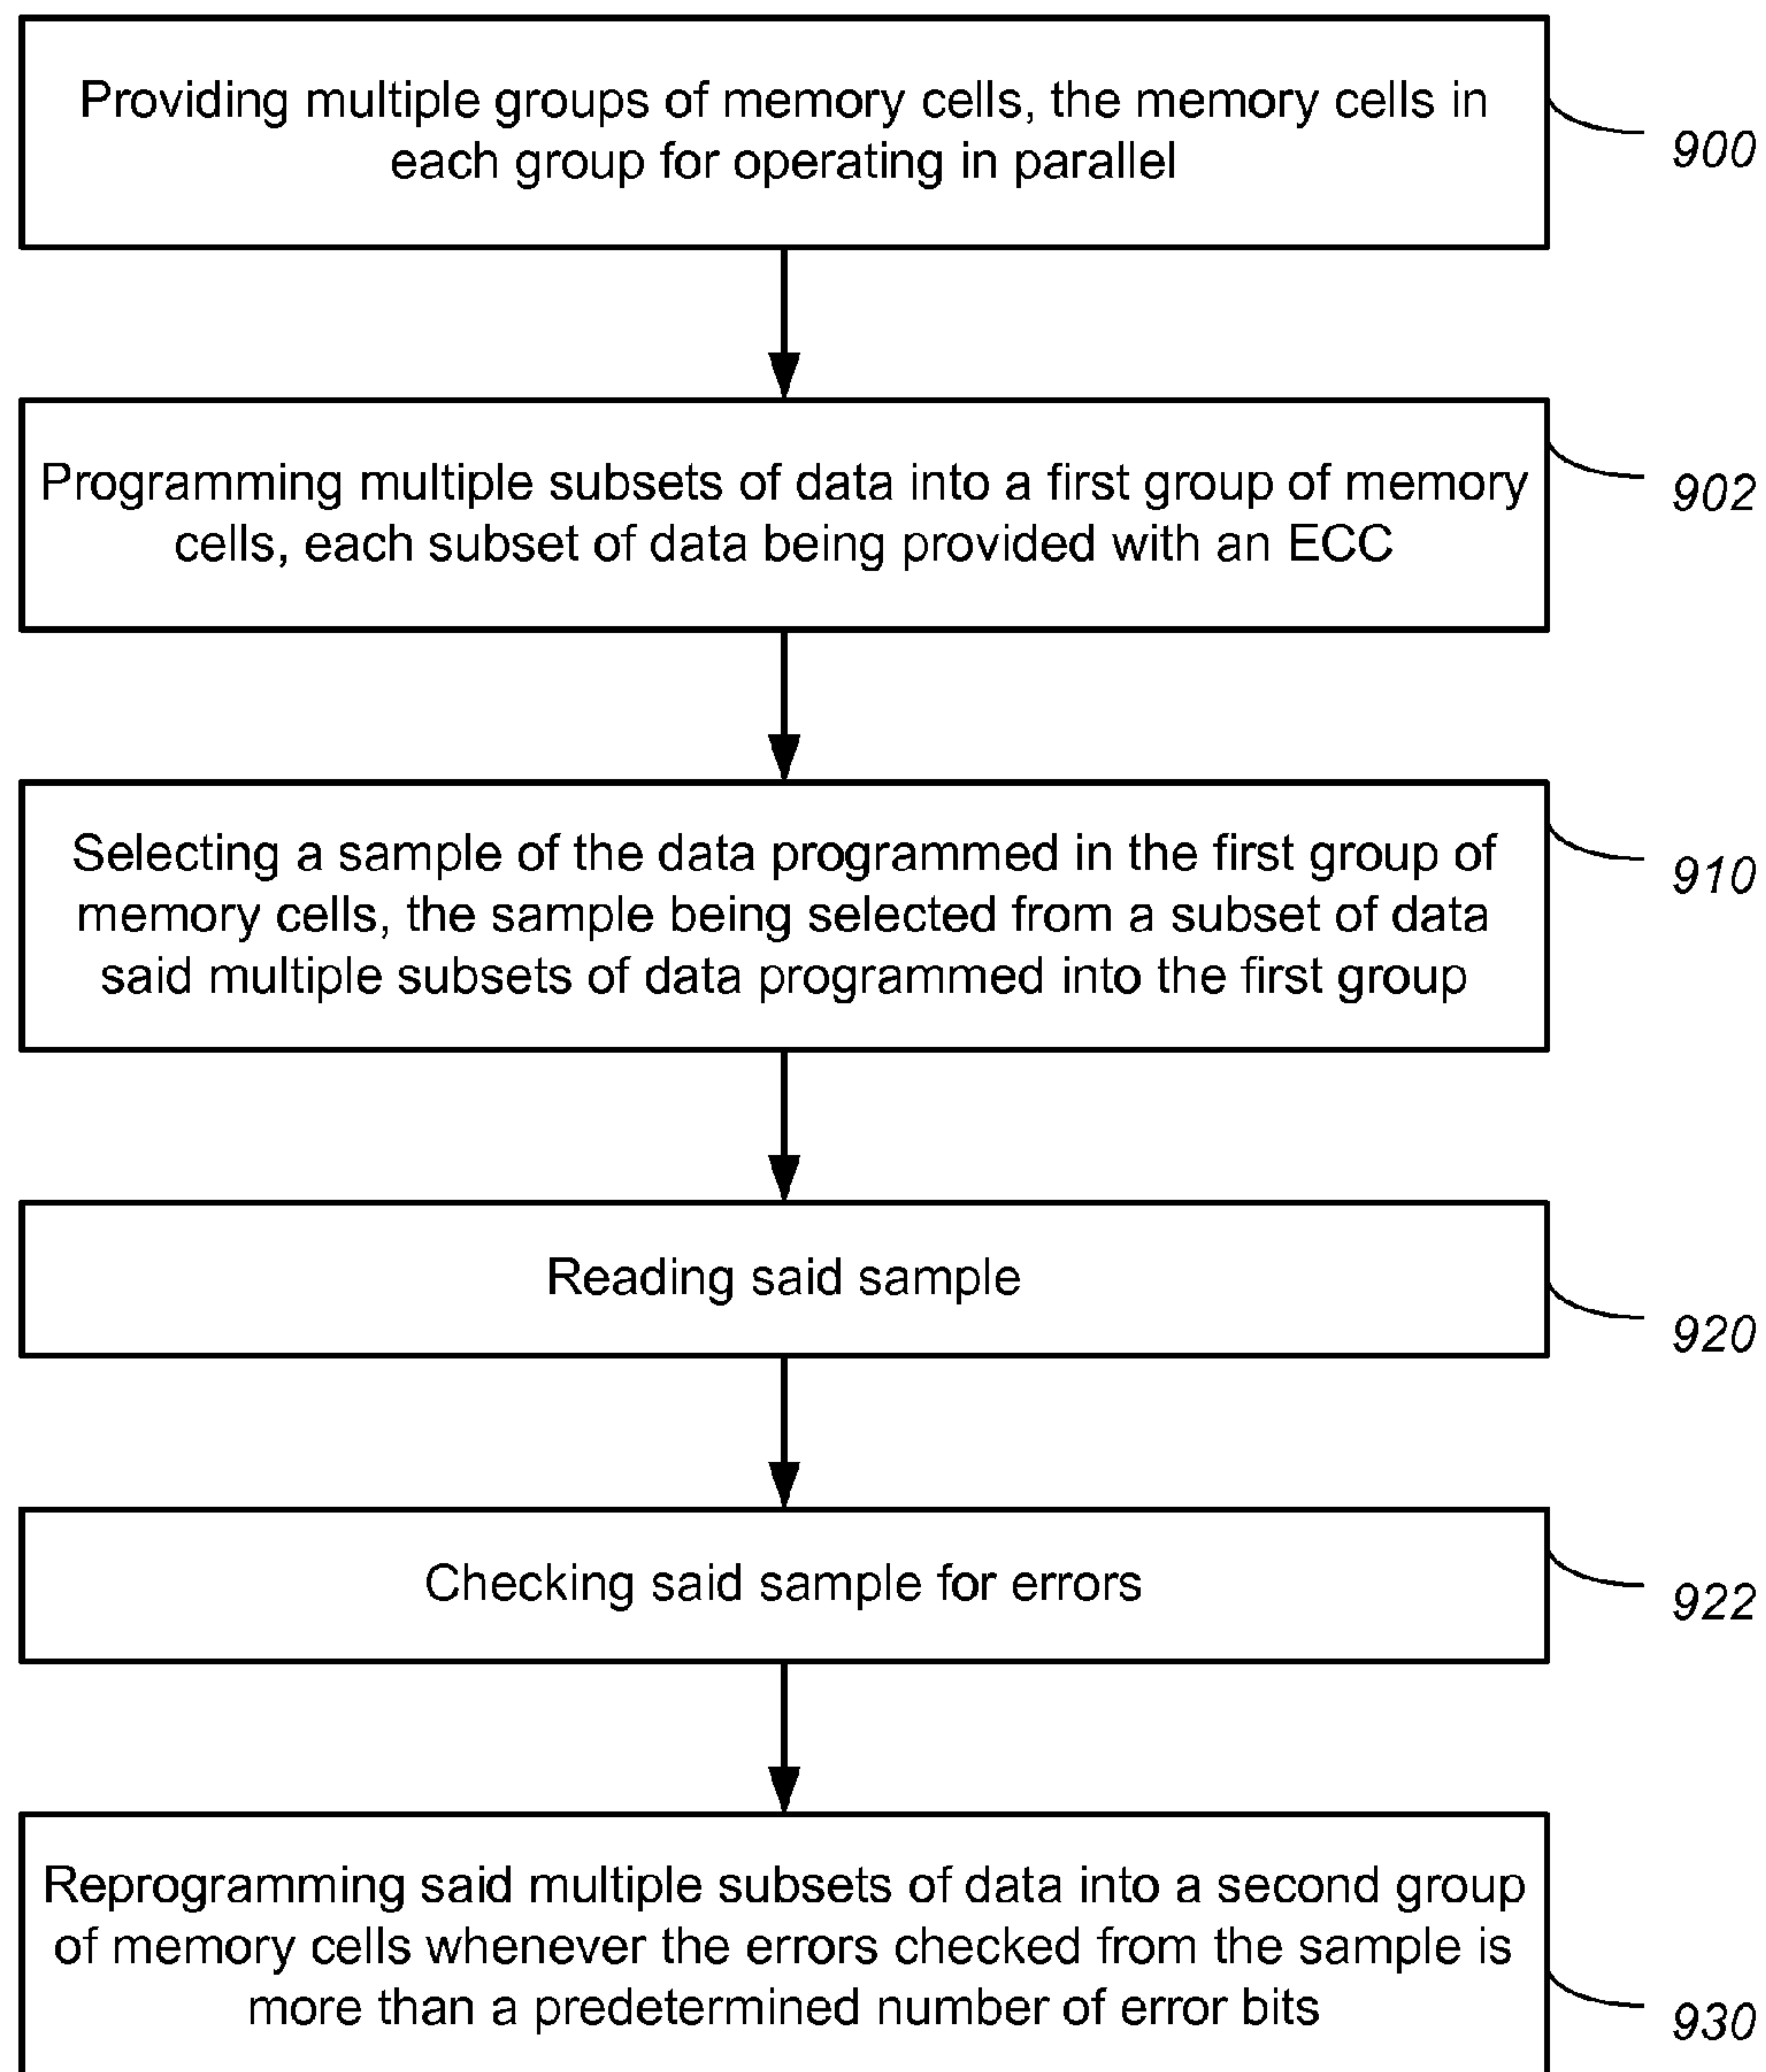 Providing multiple groups of memory cells, the memory cells in
each group for operating in parallel
900
Programming multiple subsets of data into a first group of memory
cells, each subset of data being provided with an ECC
902
Selecting a sample of the data programmed in the first group of
memory cells, the sample being selected from a subset of data
said multiple subsets of data programmed into the first group
910
Reading said sample
920
Checking said sample for errors
922
Reprogramming said multiple subsets of data into a second group
of memory cells whenever the errors checked from the sample is
more than a predetermined number of error bits
930